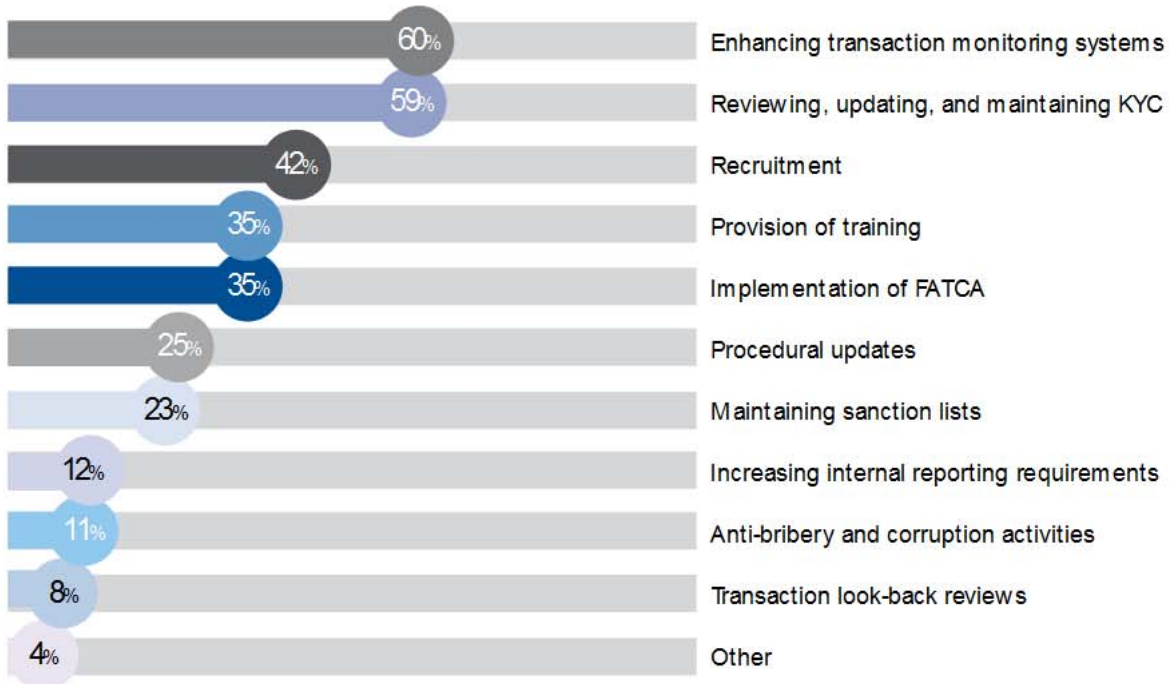 60% Enhancing transaction monitoring systems
59% Reviewing, updating, and maintaining KYC
42% Recruitment
35% Provision of training
35% Implementation of FATCA
25% Procedural updates
23% Maintaining sanction lists
12% Increasing internal reporting requirements
11% Anti-bribery and corruption activities
8% Transaction look-back reviews
4% Other